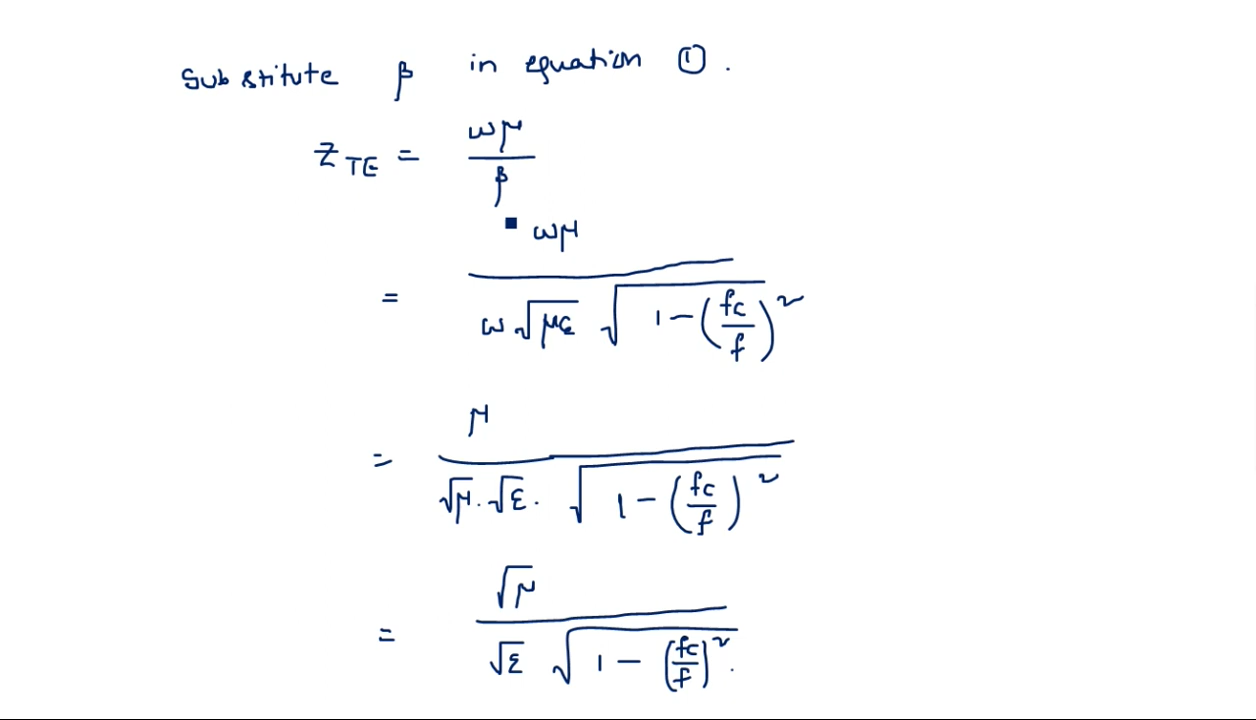 Substitute β in equation ①.
Z_TE = ωμ / β
= ωμ / (ω√(με) √(1 - (fc/f)²))
= μ / (√μ . √ε . √(1 - (fc/f)²))
= √μ / (√ε √(1 - (fc/f)²)).